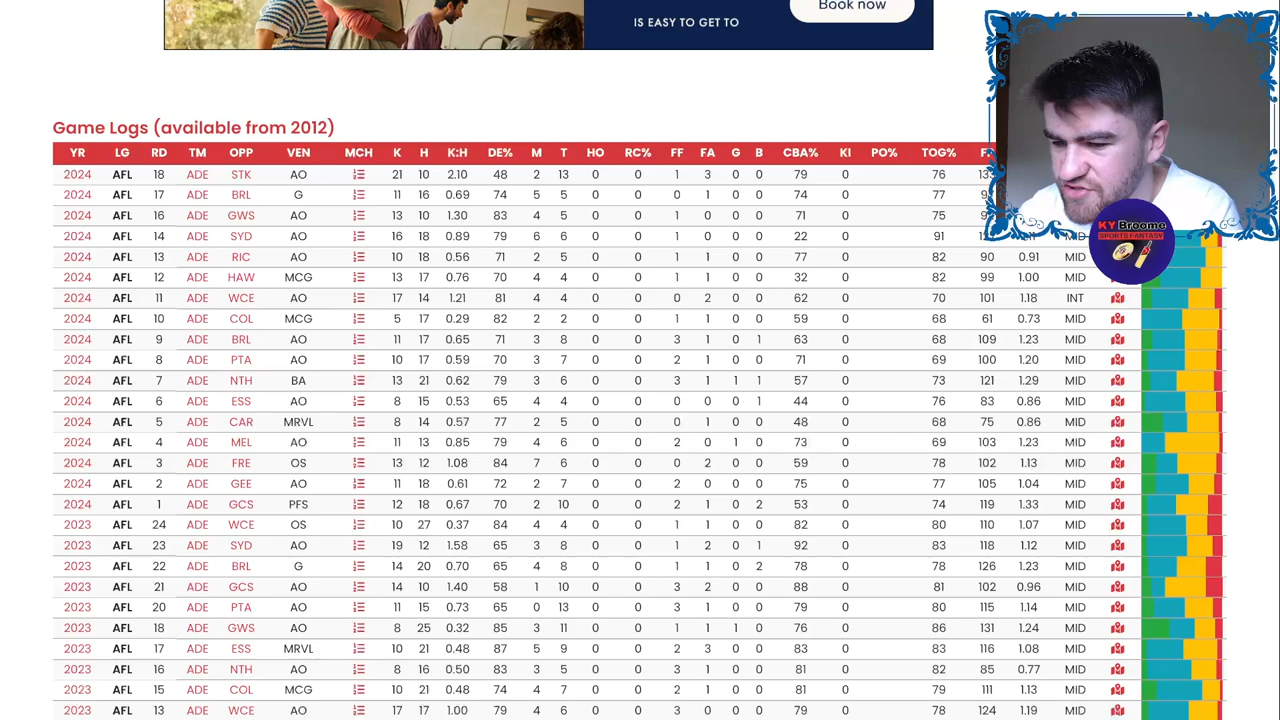 IS EASY TO GET TO
Book now
Game Logs (available from 2012)
YR LG RD TM OPP VEN MCH K H K:H DE% M T HO RC% FF FA G B CBA% KI PO% TOG%
2024 AFL 18 ADE STK AO 21 10 2.10 48 2 0 0 1 3 0 0 79 0 76
2024 AFL 17 ADE BRL G 11 16 0.69 74 5 5 0 0 0 0 0 0 74 0 77
2024 AFL 16 ADE GWS AO 13 10 1.30 83 4 5 0 0 1 0 0 0 71 0 75
2024 AFL 14 ADE SYD AO 16 79 6 6 0 0 0 0 0 0 22 0 91 MID
2024 AFL 13 ADE RIC AO 10 18 0.56 71 2 5 0 0 1 1 0 0 77 0 82 90 0.91 MID
2024 AFL 12 ADE HAW MCG 13 17 0.76 70 4 4 0 0 1 1 0 0 32 0 82 99 1.00 MID
2024 AFL 11 ADE WCE AO 17 14 1.21 81 4 4 0 0 0 2 0 0 62 0 70 101 1.18 INT
2024 AFL 10 ADE COL MCG 5 17 0.29 82 2 2 0 0 1 1 0 0 59 0 68 61 0.73 MID
2024 AFL 9 ADE BRL AO 11 17 0.65 71 3 8 0 0 3 1 0 1 63 0 68 109 1.23 MID
2024 AFL 8 ADE PTA AO 10 17 0.59 70 3 7 0 0 2 1 0 0 71 0 69 100 1.20 MID
2024 AFL 7 ADE NTH BA 13 21 0.62 79 3 6 0 0 3 1 1 1 57 0 73 121 1.29 MID
2024 AFL 6 ADE ESS AO 8 15 0.53 65 4 4 0 0 0 0 0 1 44 0 76 83 0.86 MID
2024 AFL 5 ADE CAR MRVL 8 14 0.57 77 2 5 0 0 0 1 0 0 48 0 68 75 0.86 MID
2024 AFL 4 ADE MEL AO 11 13 0.85 79 4 6 0 0 2 0 1 0 73 0 69 103 1.23 MID
2024 AFL 3 ADE FRE OS 13 12 1.08 84 7 6 0 0 0 2 0 0 59 0 78 102 1.13 MID
2024 AFL 2 ADE GEE AO 11 18 0.61 72 2 7 0 0 2 0 0 0 75 0 77 105 1.04 MID
2024 AFL 1 ADE GCS PFS 12 18 0.67 70 2 10 0 0 2 1 0 2 53 0 74 119 1.33 MID
2023 AFL 24 ADE WCE OS 10 27 0.37 84 4 4 0 0 1 1 0 0 82 0 80 110 1.07 MID
2023 AFL 23 ADE SYD AO 19 12 1.58 65 3 8 0 0 1 2 0 1 92 0 83 118 1.12 MID
2023 AFL 22 ADE BRL G 14 20 0.70 65 4 8 0 0 1 1 0 2 78 0 78 126 1.23 MID
2023 AFL 21 ADE GCS AO 14 10 1.40 58 1 10 0 0 3 2 0 0 88 0 81 102 0.96 MID
2023 AFL 20 ADE PTA AO 11 15 0.73 65 0 13 0 0 3 1 0 0 79 0 80 115 1.14 MID
2023 AFL 18 ADE GWS AO 8 25 0.32 85 3 11 0 0 1 1 1 0 76 0 86 131 1.24 MID
2023 AFL 17 ADE ESS MRVL 10 21 0.48 87 5 9 0 0 2 3 0 0 83 0 83 116 1.08 MID
2023 AFL 16 ADE NTH AO 8 16 0.50 83 3 5 0 0 3 1 0 0 81 0 82 85 0.77 MID
2023 AFL 15 ADE COL MCG 10 21 0.48 74 4 7 0 0 2 1 0 0 81 0 79 111 1.13 MID
2023 AFL 13 ADE WCE AO 17 17 1.00 79 4 6 0 0 3 0 0 0 79 0 78 124 1.19 MID
KY Broome
SPORTS FANTASY